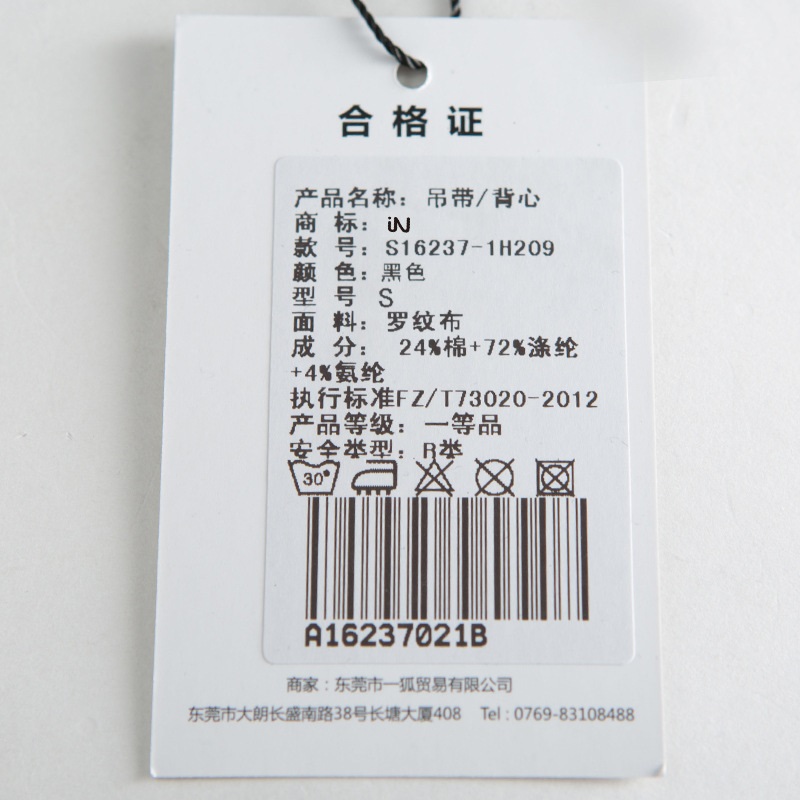 合格证
产品名称：吊带/背心
商 标：iN
款 号：S16237-1H209
颜 色：黑色
型 号 S
面 料：罗纹布
成 分： 24%棉+72%涤纶
+4%氨纶
执行标准FZ/T73020-2012
产品等级：一等品
安全类型：B类
30°
A16237021B
商家：东莞市一狐贸易有限公司
东莞市大朗长盛南路38号长塘大厦408 Tel：0769-83108488